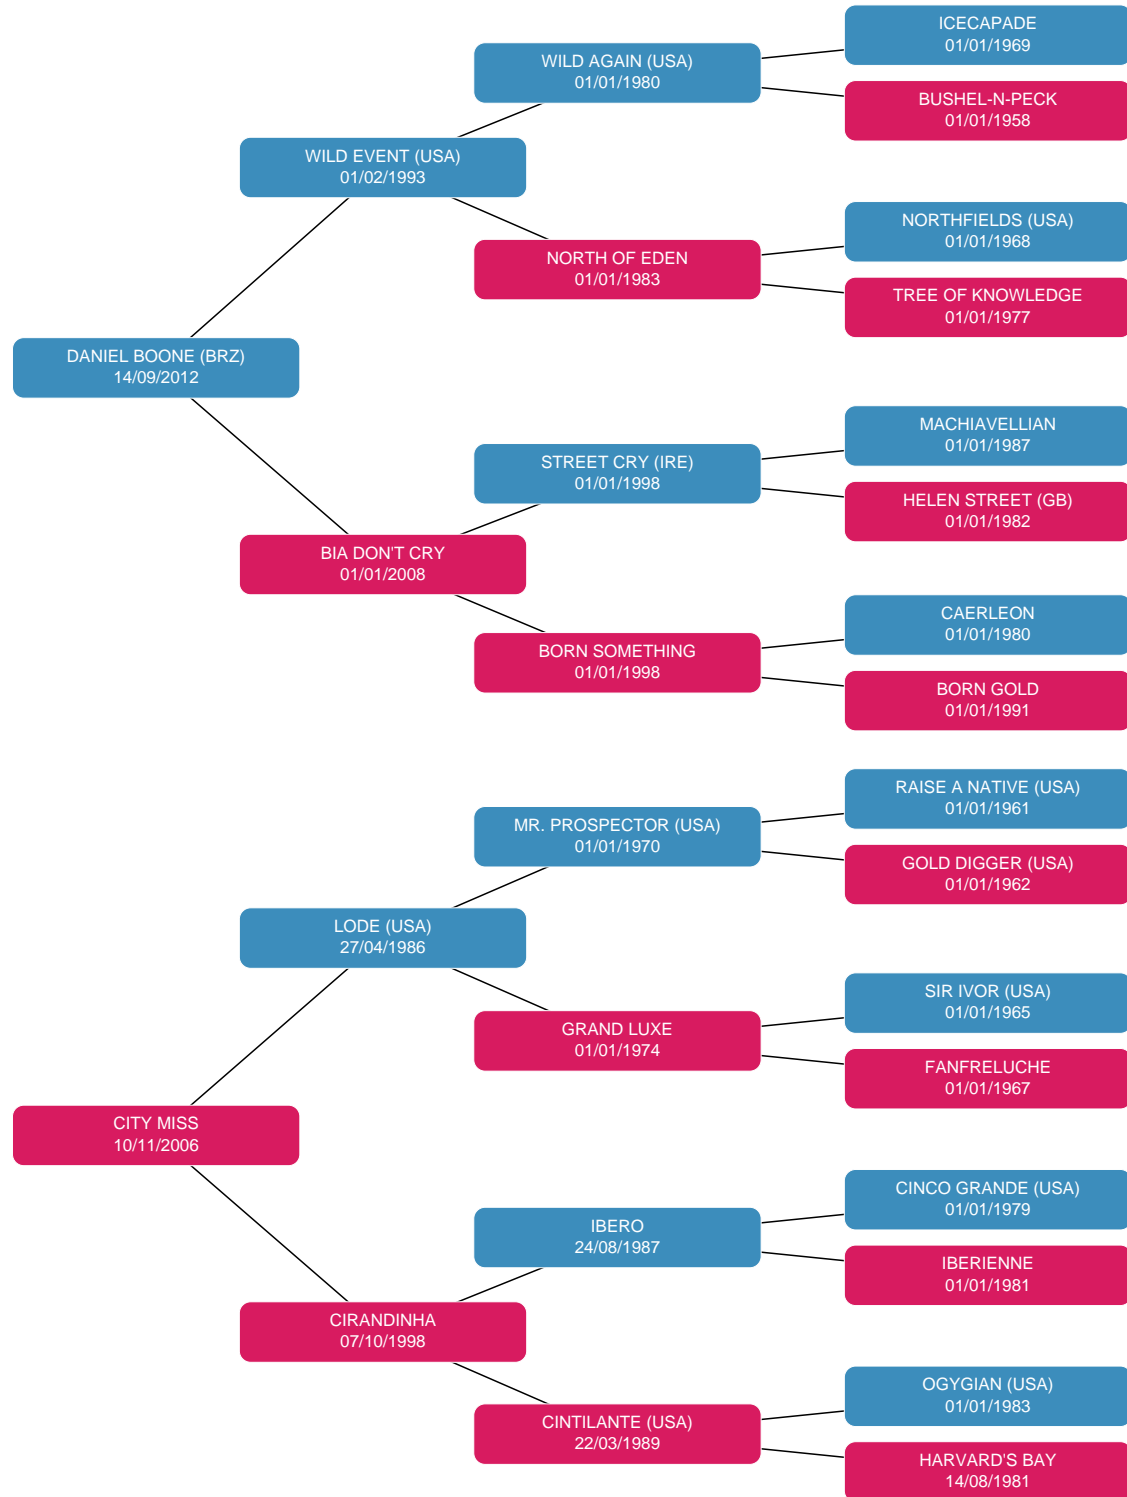 ICECAPADE
01/01/1969
WILD AGAIN (USA)
01/01/1980
BUSHEL-N-PECK
01/01/1958
WILD EVENT (USA)
01/02/1993
NORTHFIELDS (USA)
01/01/1968
NORTH OF EDEN
01/01/1983
TREE OF KNOWLEDGE
01/01/1977
DANIEL BOONE (BRZ)
14/09/2012
MACHIAVELLIAN
01/01/1987
STREET CRY (IRE)
01/01/1998
HELEN STREET (GB)
01/01/1982
BIA DON'T CRY
01/01/2008
CAERLEON
01/01/1980
BORN SOMETHING
01/01/1998
BORN GOLD
01/01/1991
RAISE A NATIVE (USA)
01/01/1961
MR. PROSPECTOR (USA)
01/01/1970
GOLD DIGGER (USA)
01/01/1962
LODE (USA)
27/04/1986
SIR IVOR (USA)
01/01/1965
GRAND LUXE
01/01/1974
FANFRELUCHE
01/01/1967
CITY MISS
10/11/2006
CINCO GRANDE (USA)
01/01/1979
IBERO
24/08/1987
IBERIENNE
01/01/1981
CIRANDINHA
07/10/1998
OGYGIAN (USA)
01/01/1983
CINTILANTE (USA)
22/03/1989
HARVARD'S BAY
14/08/1981